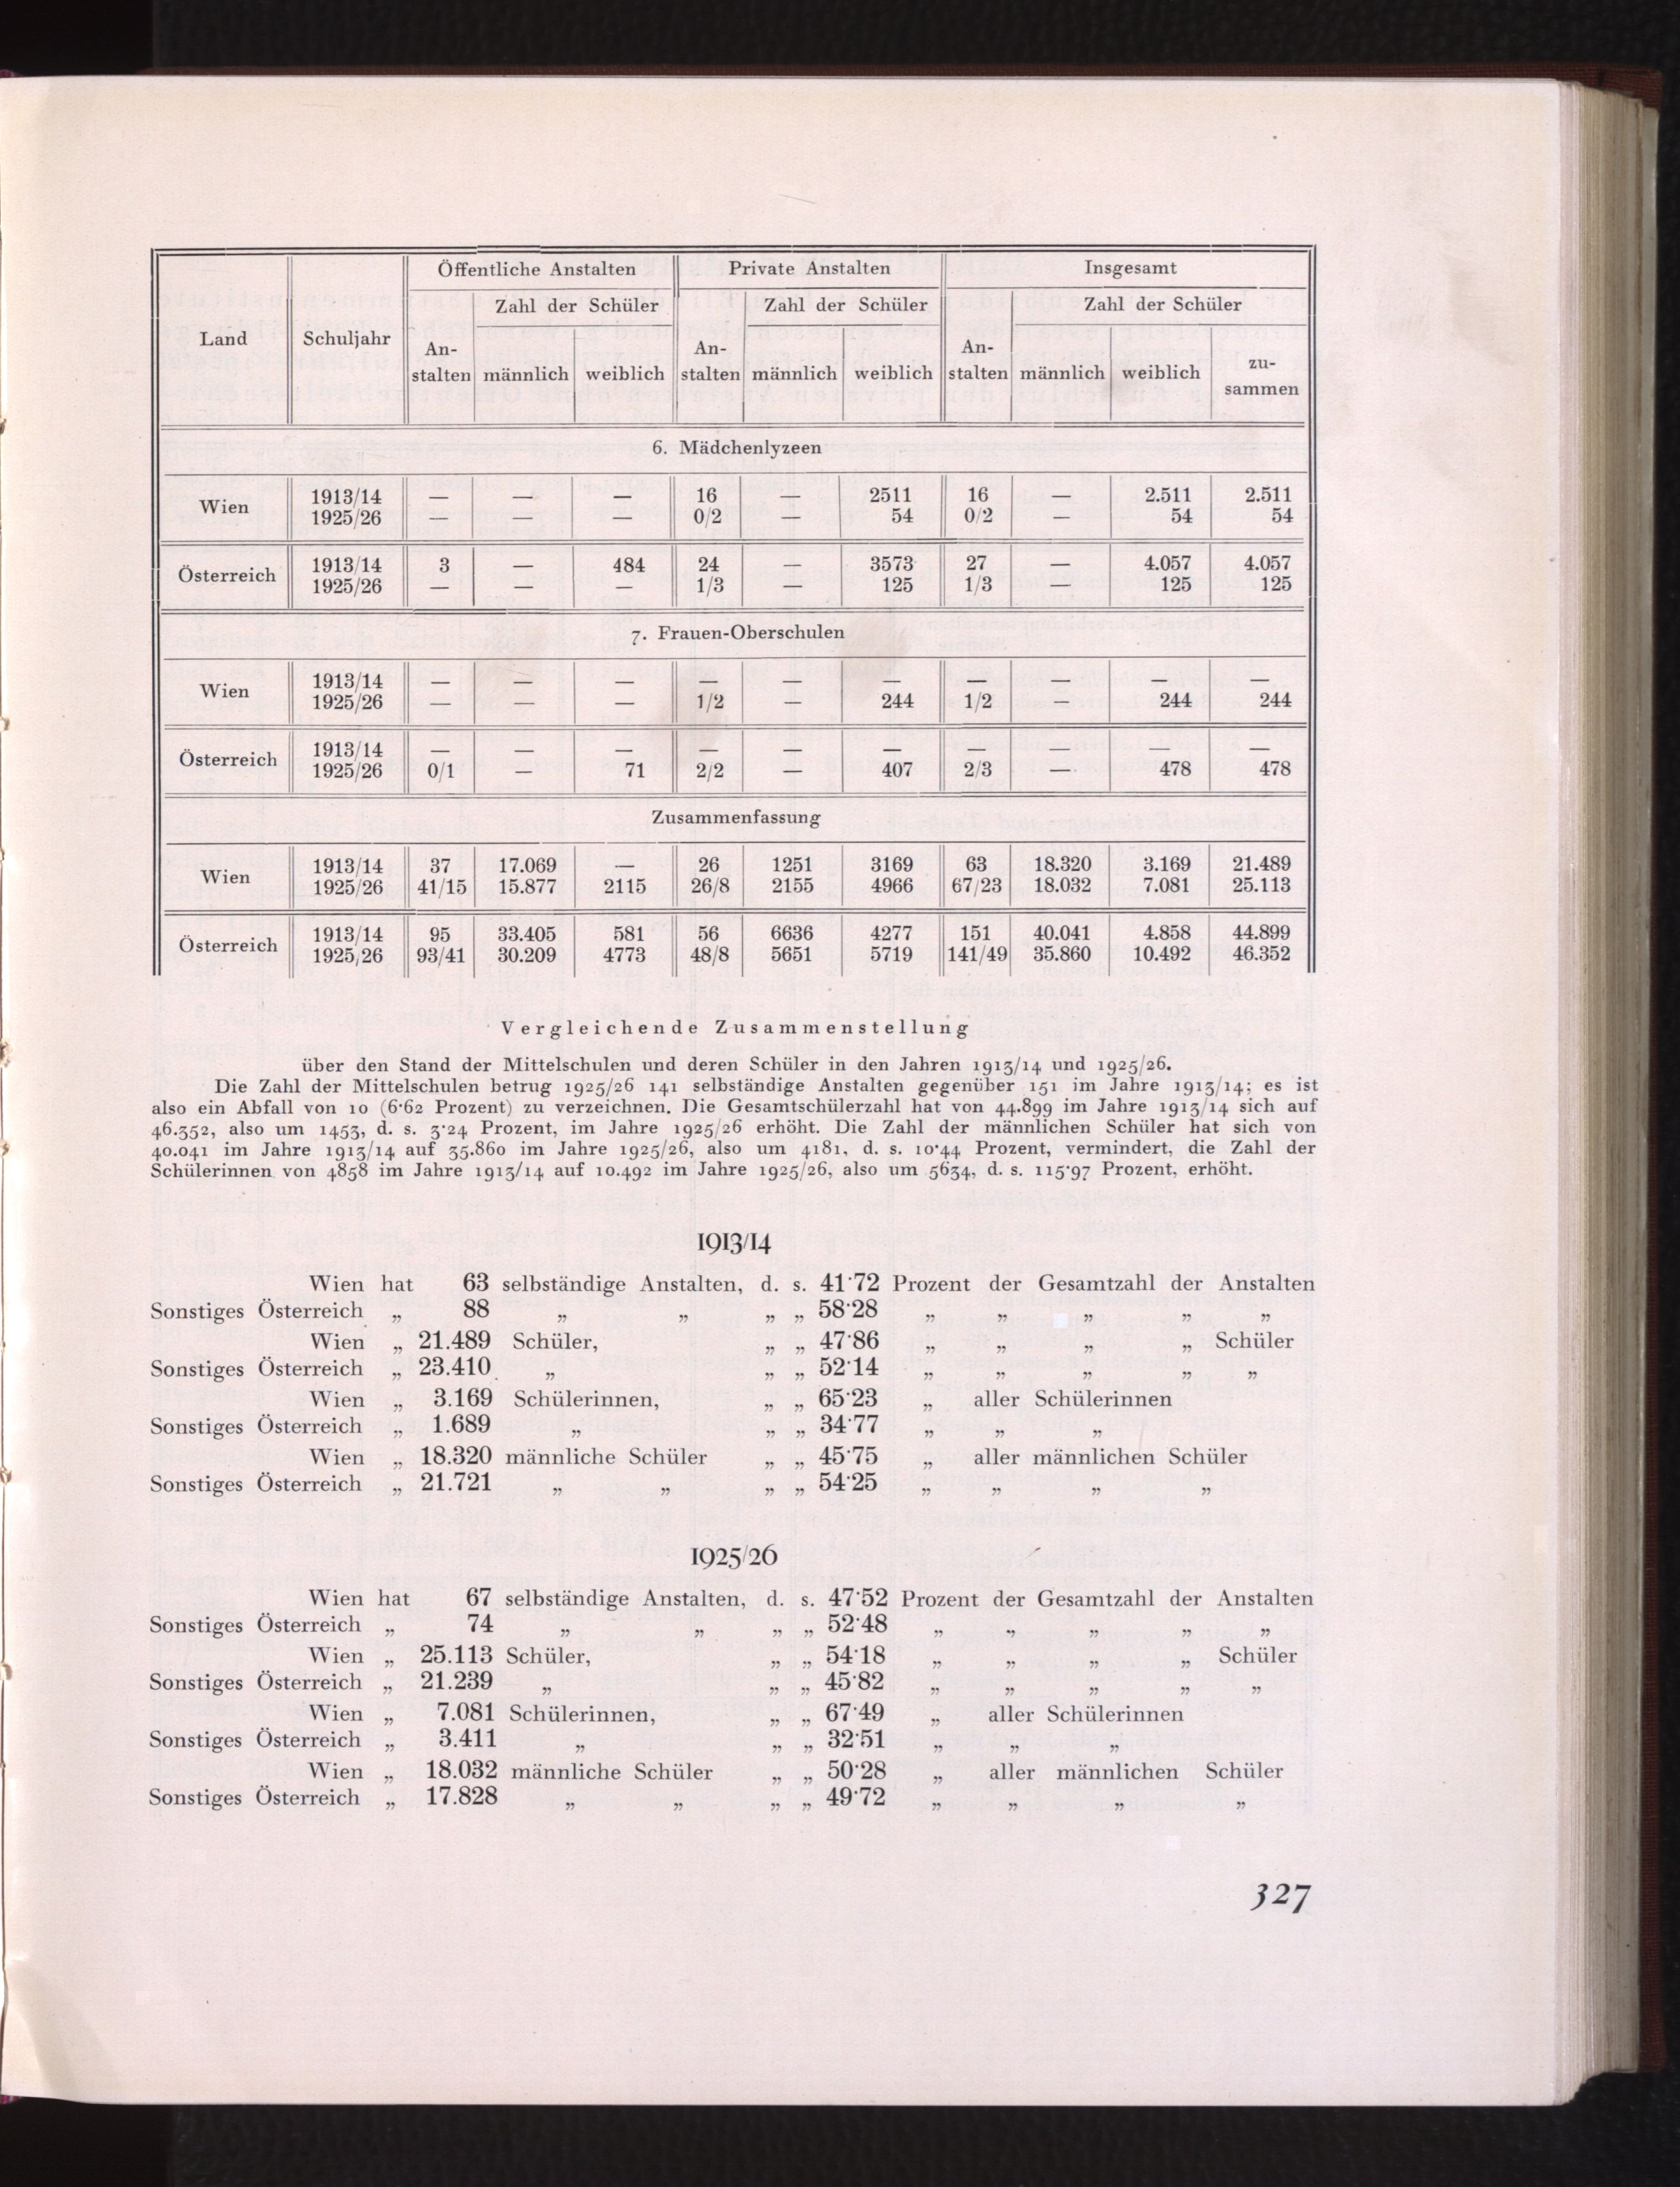 Öffentliche Anstalten Private Anstalten Insgesamt
Zahl der Schüler Zahl der Schüler Zahl der Schüler
Land Schuljahr An- An- An- zu-
stalten männlich weiblich stalten männlich weiblich stalten männlich weiblich sammen
6. Mädchenlyzeen
Wien 1913/14 — — — 16 — 2511 16 — 2.511 2.511
1925/26 — — — 0/2 — 54 0/2 — 54 54
Österreich 1913/14 3 — 484 24 — 3573 27 — 4.057 4.057
1925/26 — — — 1/3 — 125 1/3 — 125 125
7. Frauen-Oberschulen
Wien 1913/14 — — — — — — — — — —
1925/26 — — — 1/2 — 244 1/2 — 244 244
Österreich 1913/14 — — — — — — — — — —
1925/26 0/1 — 71 2/2 — 407 2/3 — 478 478
Zusammenfassung
Wien 1913/14 37 17.069 — 26 1251 3169 63 18.320 3.169 21.489
1925/26 41/15 15.877 2115 26/8 2155 4966 67/23 18.032 7.081 25.113
Österreich 1913/14 95 33.405 581 56 6636 4277 151 40.041 4.858 44.899
1925/26 93/41 30.209 4773 48/8 5651 5719 141/49 35.860 10.492 46.352
Vergleichende Zusammenstellung
über den Stand der Mittelschulen und deren Schüler in den Jahren 1913/14 und 1925/26.
Die Zahl der Mittelschulen betrug 1925/26 141 selbständige Anstalten gegenüber 151 im Jahre 1913/14; es ist
also ein Abfall von 10 (6·62 Prozent) zu verzeichnen. Die Gesamtschülerzahl hat von 44.899 im Jahre 1913/14 sich auf
46.352, also um 1453, d. s. 3·24 Prozent, im Jahre 1925/26 erhöht. Die Zahl der männlichen Schüler hat sich von
40.041 im Jahre 1913/14 auf 35.860 im Jahre 1925/26, also um 4181, d. s. 10·44 Prozent, vermindert, die Zahl der
Schülerinnen von 4858 im Jahre 1913/14 auf 10.492 im Jahre 1925/26, also um 5634, d. s. 115·97 Prozent, erhöht.
1913/14
Wien hat 63 selbständige Anstalten, d. s. 41·72 Prozent der Gesamtzahl der Anstalten
Sonstiges Österreich „ 88 „ „ „ „ 58·28 „ „ „ „ „
Wien „ 21.489 Schüler, „ „ 47·86 „ „ „ „ Schüler
Sonstiges Österreich „ 23.410 „ „ „ 52·14 „ „ „ „ „
Wien „ 3.169 Schülerinnen, „ „ 65·23 „ aller Schülerinnen
Sonstiges Österreich „ 1.689 „ „ „ 34·77 „ „ „
Wien „ 18.320 männliche Schüler „ „ 45·75 „ aller männlichen Schüler
Sonstiges Österreich „ 21.721 „ „ „ „ 54·25 „ „ „ „
1925/26
Wien hat 67 selbständige Anstalten, d. s. 47·52 Prozent der Gesamtzahl der Anstalten
Sonstiges Österreich „ 74 „ „ „ „ 52·48 „ „ „ „ „
Wien „ 25.113 Schüler, „ „ 54·18 „ „ „ „ Schüler
Sonstiges Österreich „ 21.239 „ „ „ 45·82 „ „ „ „ „
Wien „ 7.081 Schülerinnen, „ „ 67·49 „ aller Schülerinnen
Sonstiges Österreich „ 3.411 „ „ „ 32·51 „ „ „
Wien „ 18.032 männliche Schüler „ „ 50·28 „ aller männlichen Schüler
Sonstiges Österreich „ 17.828 „ „ „ „ 49·72 „ „ „ „
327